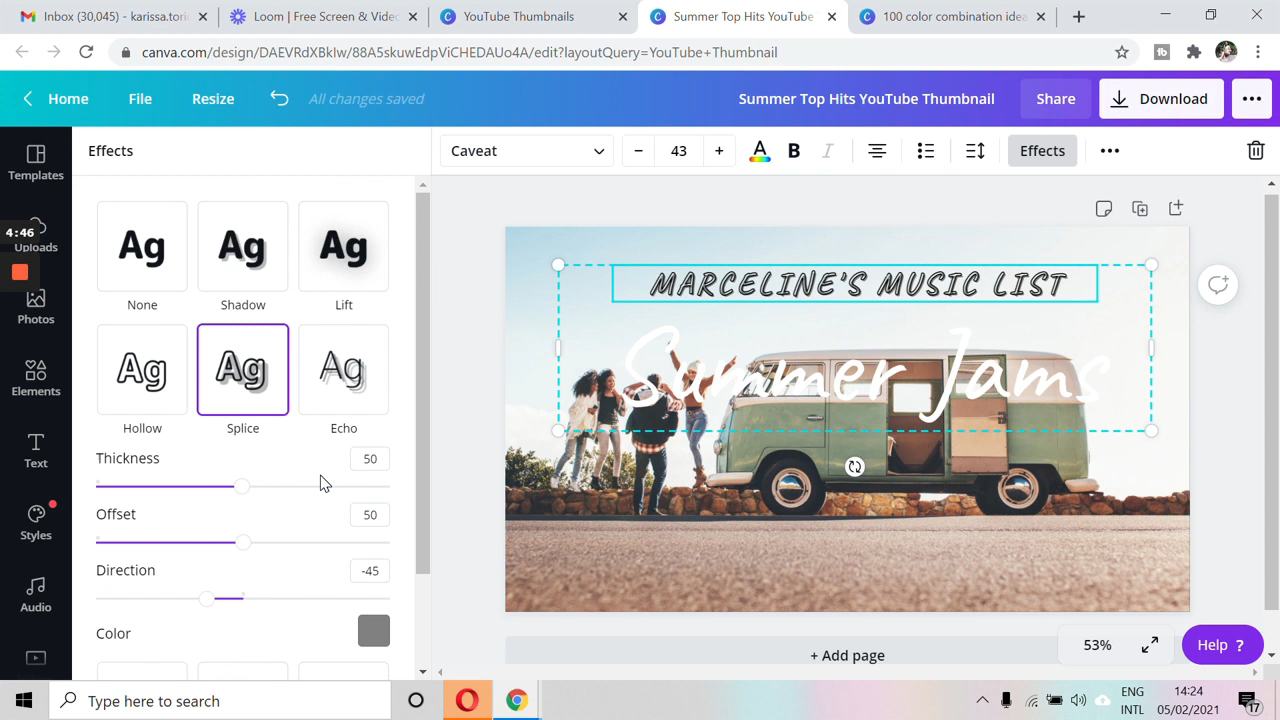 Inbox (30,045) - karissa.tori
Loom | Free Screen & Video
YouTube Thumbnails
Summer Top Hits YouTube
100 color combination idea
canva.com/design/DAEVRdXBkIw/88A5skuwEdpViCHEDAUo4A/edit?layoutQuery=YouTube+Thumbnail
Home
File
Resize
All changes saved
Summer Top Hits YouTube Thumbnail
Share
Download
Effects
Caveat
43
A
B
I
Effects
Templates
4:46
Uploads
Photos
Elements
Text
Styles
Audio
Ag
Ag
Ag
None
Shadow
Lift
Ag
Ag
Ag
Hollow
Splice
Echo
Thickness
50
Offset
50
Direction
-45
Color
MARCELINE'S MUSIC LIST
Summer Jams
+ Add page
53%
Help ?
Type here to search
ENG
INTL
14:24
05/02/2021
17